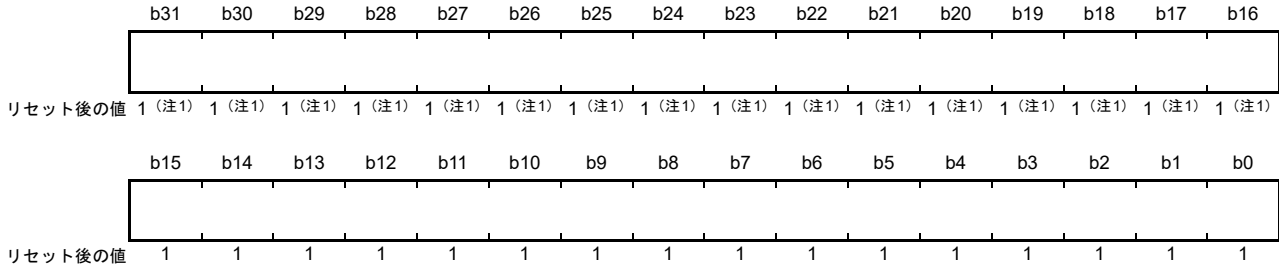 b31 b30 b29 b28 b27 b26 b25 b24 b23 b22 b21 b20 b19 b18 b17 b16
リセット後の値 1（注1） 1（注1） 1（注1） 1（注1） 1（注1） 1（注1） 1（注1） 1（注1） 1（注1） 1（注1） 1（注1） 1（注1） 1（注1） 1（注1） 1（注1） 1（注1）
b15 b14 b13 b12 b11 b10 b9 b8 b7 b6 b5 b4 b3 b2 b1 b0
リセット後の値 1 1 1 1 1 1 1 1 1 1 1 1 1 1 1 1